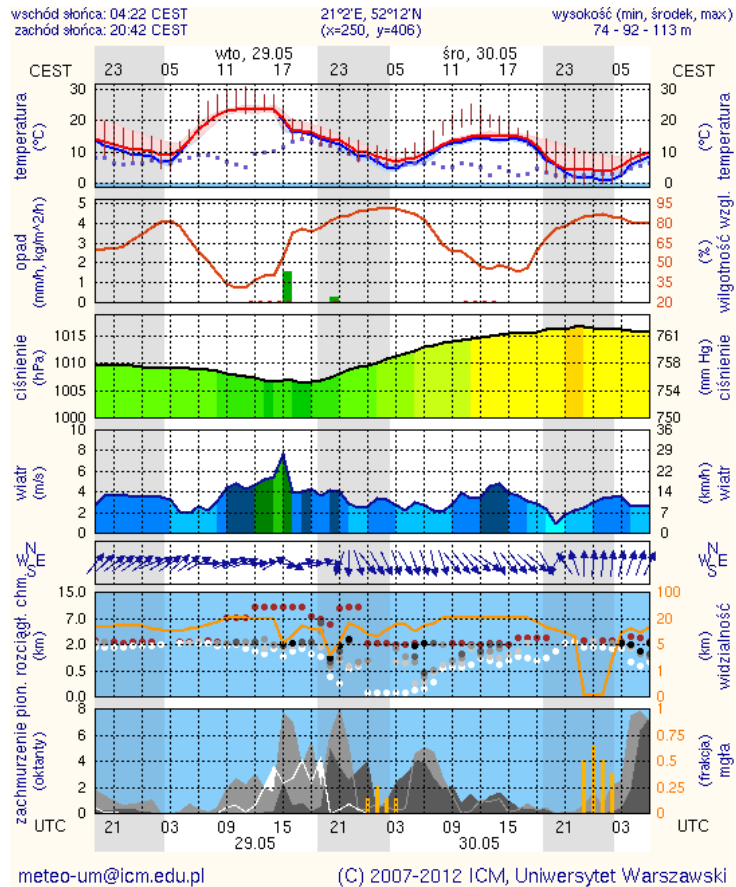 wschód słońca: 04:22 CEST 21°2'E, 52°12'N wysokość (min, środek, max)
zachód słońca: 20:42 CEST (x=250, y=406) 74 - 92 - 113 m
wto, 29.05 śro, 30.05
CEST 23 05 11 17 23 05 11 17 23 05 CEST
temperatura (°C) 30 20 10 0 30 20 10 0 temperatura (°C)
opad (mm/h, kg/m^2/h) 5 4 3 2 1 0 95 80 65 50 35 20 (%) wilgotność wzgl.
ciśnienie (hPa) 1015 1010 1005 1000 761 758 754 750 (mm Hg) ciśnienie
wiatr (m/s) 10 8 6 4 2 0 36 29 22 14 7 0 (km/h) wiatr
N W E S N W E S
pion. rozciągł. chm. (km) 15.0 7.0 2.0 0.5 0.0 100 20 5 1 0 (km) widzialność
zachmurzenie (oktanty) 8 6 4 2 0 1 0.75 0.5 0.25 0 (frakcja) mgła
UTC 21 03 09 15 21 03 09 15 21 03 UTC
29.05 30.05
meteo-um@icm.edu.pl (C) 2007-2012 ICM, Uniwersytet Warszawski